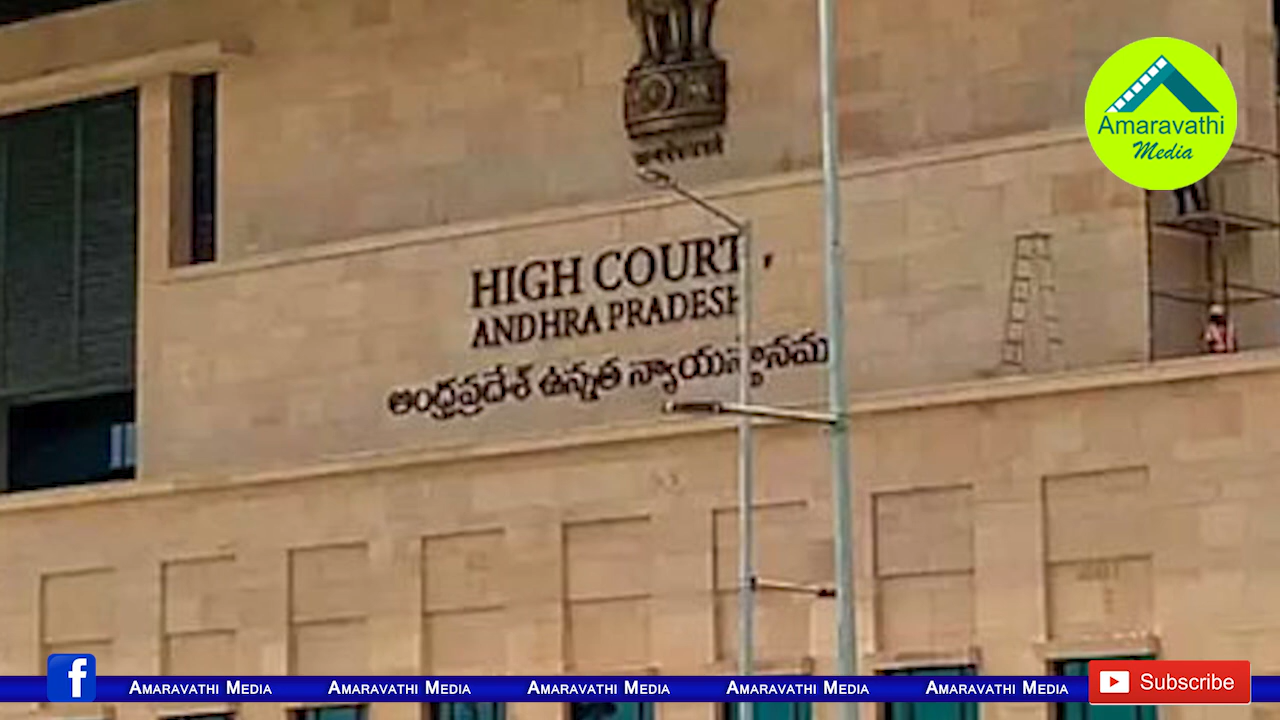 Amaravathi
Media
HIGH COURT
ANDHRA PRADESH
ఆంధ్రప్రదేశ్ ఉన్నత న్యాయస్థానము
f
Amaravathi Media Amaravathi Media Amaravathi Media Amaravathi Media Amaravathi Media
Subscribe